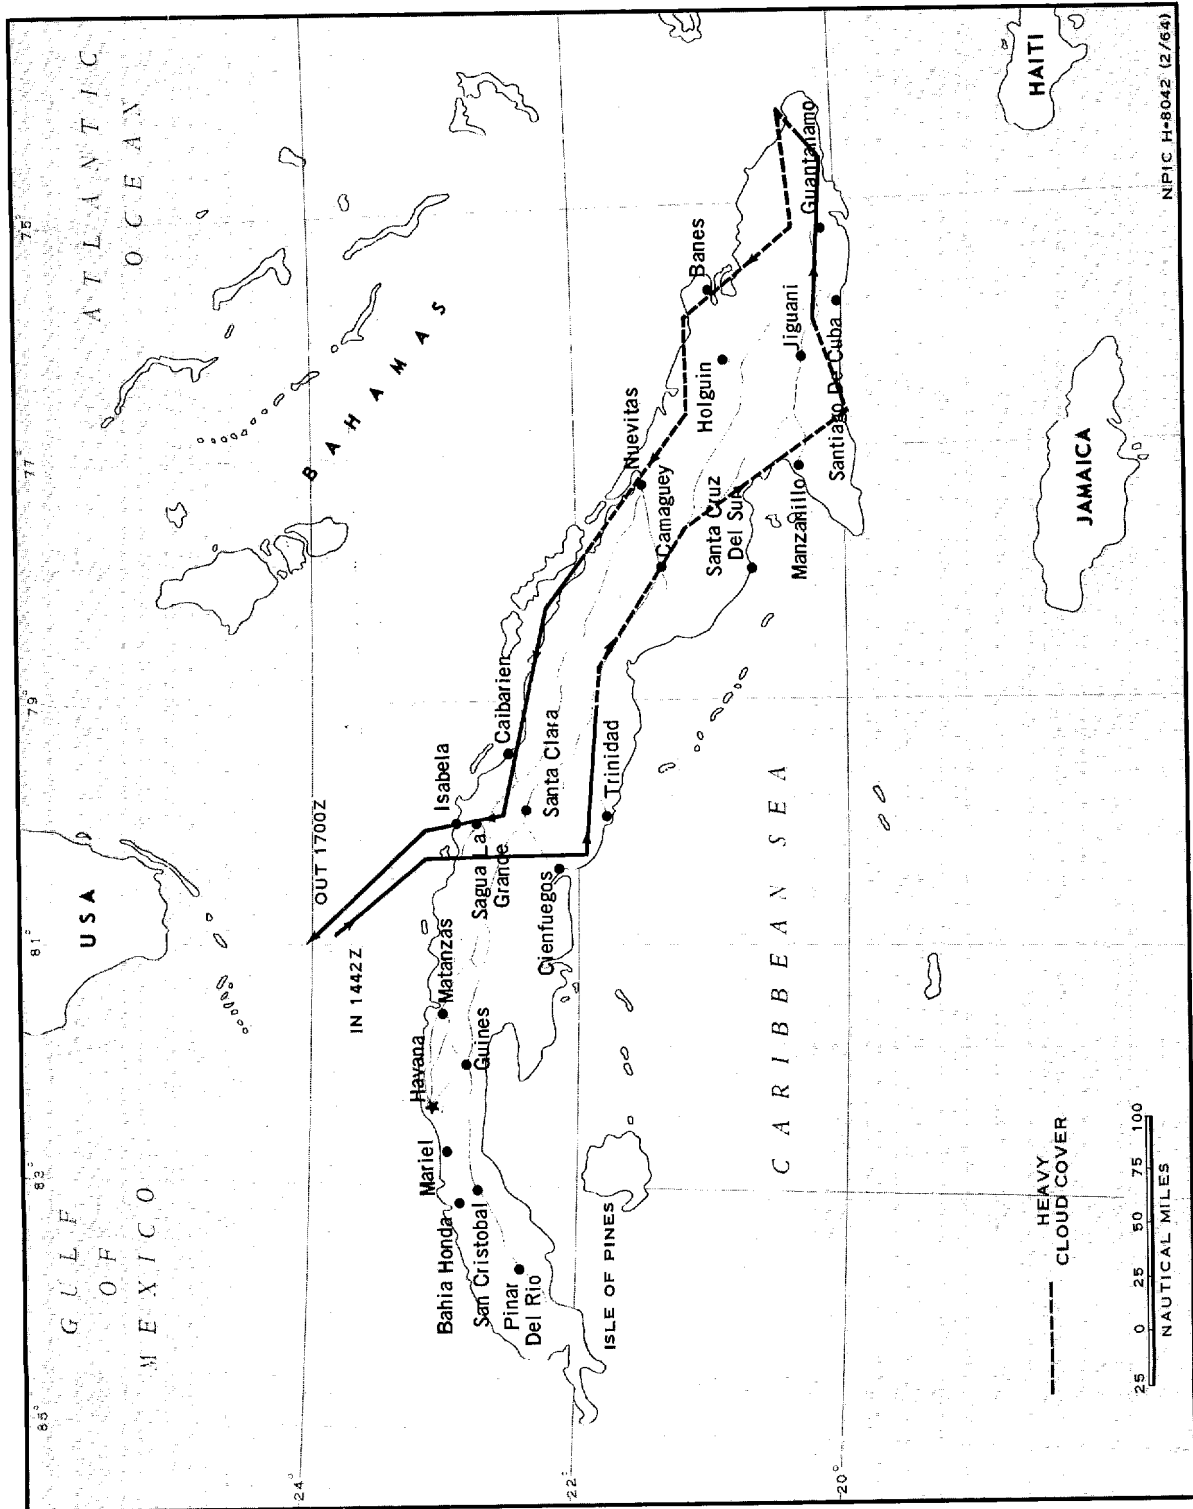 85°
83°
81°
79
77
75°
GULF
OF
MEXICO
USA
ATLANTIC
OCEAN
BAHAMAS
24°
OUT 1700Z
IN 1442Z
Havana
Matanzas
Mariel
Bahia Honda
San Cristobal
Guines
Pinar
Del Rio
Isabela
Sagua La
Grande
Caibarien
Santa Clara
Cienfuegos
Trinidad
22°
ISLE OF PINES
Nuevitas
Camaguey
Santa Cruz
Del Sur
Banes
Holguin
Jiguani
Manzanillo
Santiago De Cuba
Guantanamo
CARIBBEAN SEA
20°
HEAVY
CLOUD COVER
25 0 25 50 75 100
NAUTICAL MILES
JAMAICA
HAITI
NPIC H-8042 (2/64)